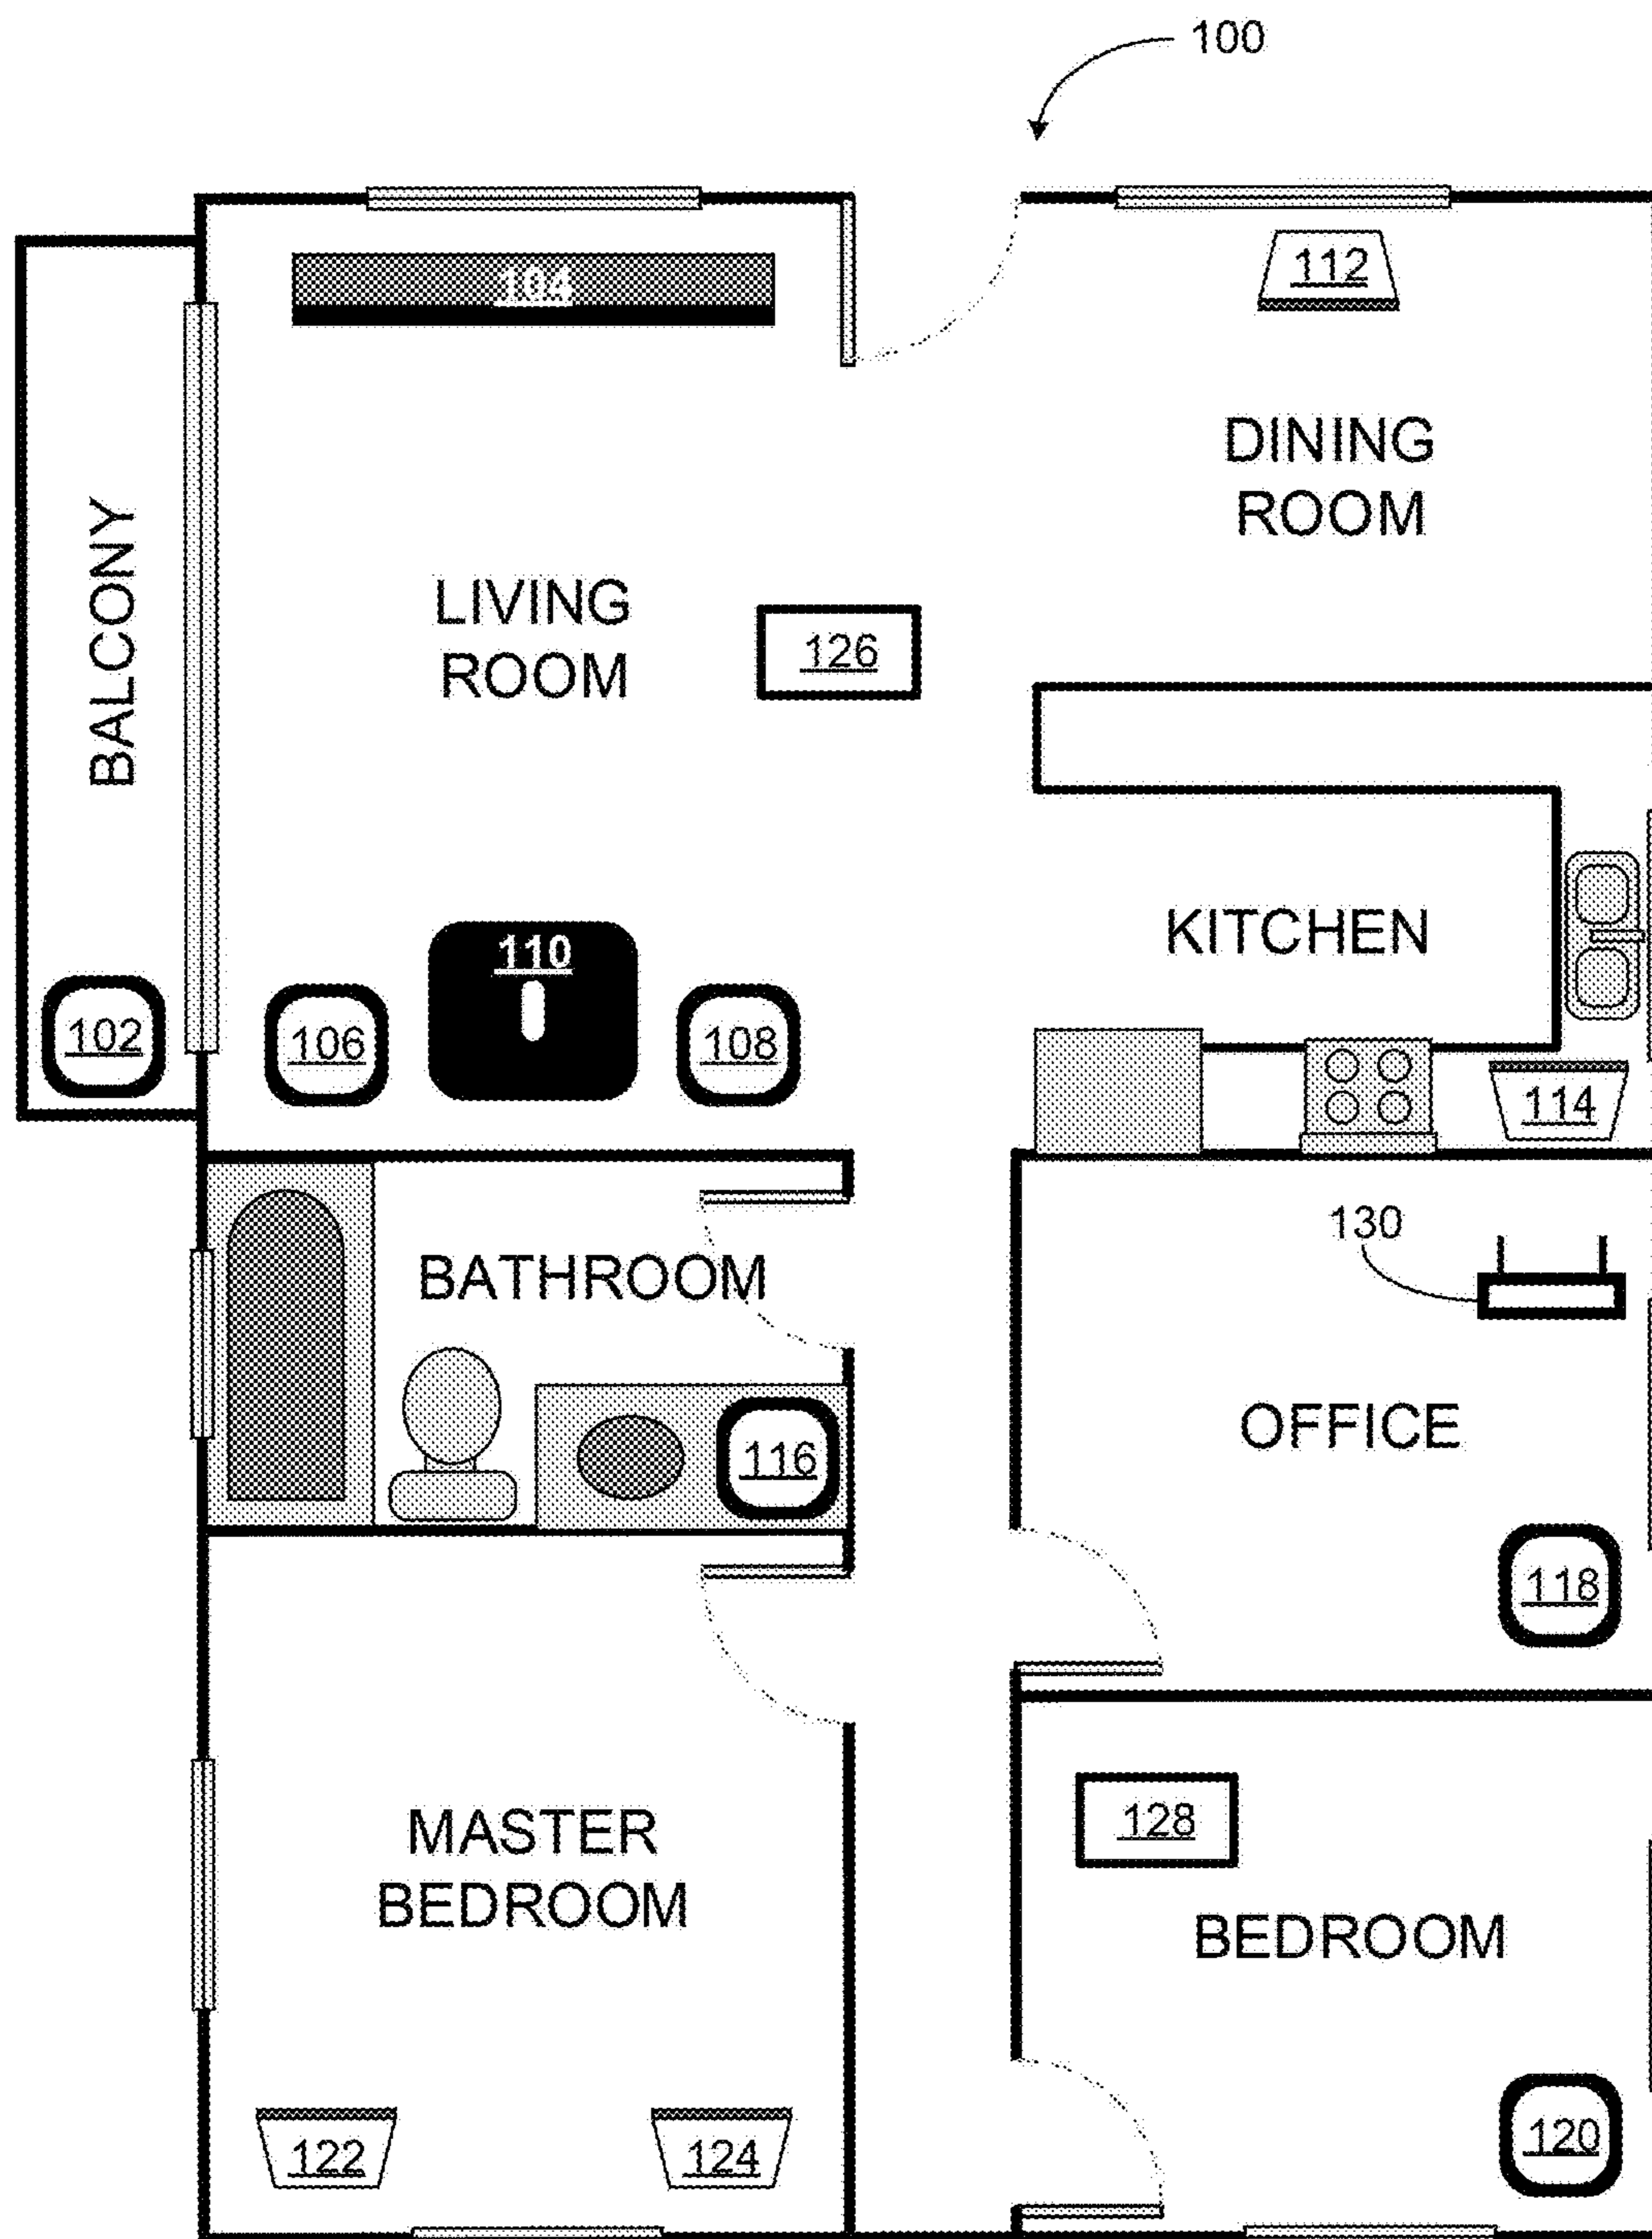 100
104
112
DINING
ROOM
BALCONY
LIVING
ROOM
126
KITCHEN
110
102
106
108
114
130
BATHROOM
OFFICE
116
118
128
MASTER
BEDROOM
BEDROOM
122
124
120